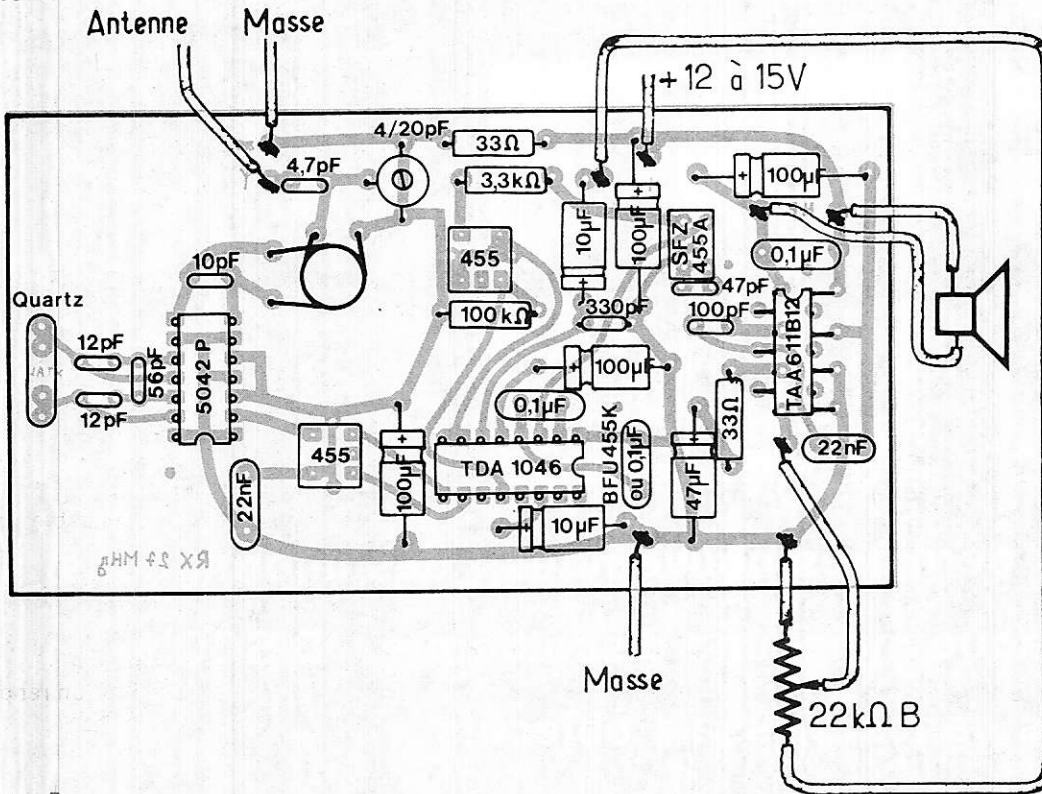 Antenne
Masse
+ 12 à 15V
4/20pF
33Ω
4,7pF
3,3kΩ
100µF
10µF
100µF
SFZ
455A
0,1µF
455
10pF
47pF
Quartz
100kΩ
330pF
100pF
12pF
56pF
5042 P
TAA611B12
100µF
12pF
0,1µF
33Ω
455
100µF
TDA 1046
BFU455K
ou 0,1µF
47µF
22nF
22nF
10µF
RX 27 MHz
Masse
22kΩ B